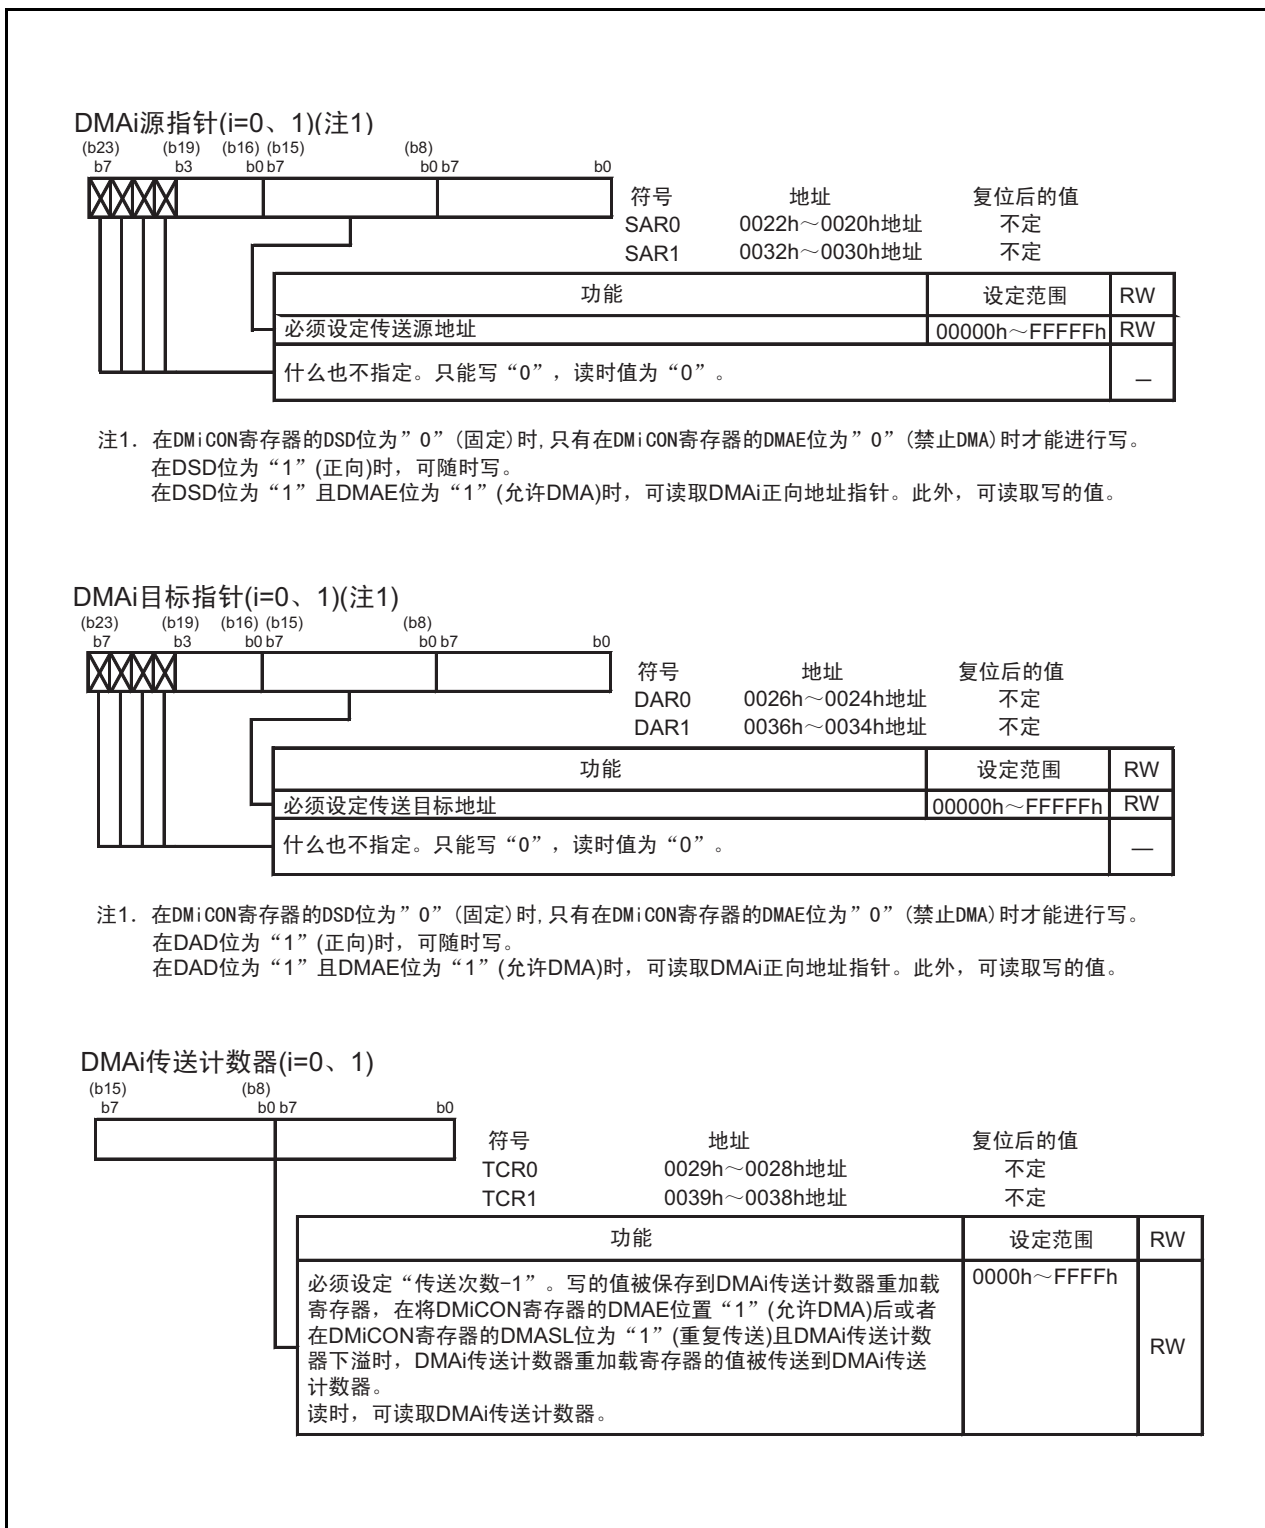 DMAi源指针(i=0、1)(注1)
(b23) (b19) (b16) (b15) (b8)
b7 b3 b0 b7 b0 b7 b0
符号 地址 复位后的值
SAR0 0022h～0020h地址 不定
SAR1 0032h～0030h地址 不定
功能 设定范围 RW
必须设定传送源地址 00000h～FFFFFh RW
什么也不指定。只能写“0”，读时值为“0”。 —
注1. 在DMiCON寄存器的DSD位为”0”(固定)时,只有在DMiCON寄存器的DMAE位为”0”(禁止DMA)时才能进行写。
在DSD位为“1”(正向)时，可随时写。
在DSD位为“1”且DMAE位为“1”(允许DMA)时，可读取DMAi正向地址指针。此外，可读取写的值。
DMAi目标指针(i=0、1)(注1)
(b23) (b19) (b16) (b15) (b8)
b7 b3 b0 b7 b0 b7 b0
符号 地址 复位后的值
DAR0 0026h～0024h地址 不定
DAR1 0036h～0034h地址 不定
功能 设定范围 RW
必须设定传送目标地址 00000h～FFFFFh RW
什么也不指定。只能写“0”，读时值为“0”。 —
注1. 在DMiCON寄存器的DSD位为”0”(固定)时,只有在DMiCON寄存器的DMAE位为”0”(禁止DMA)时才能进行写。
在DAD位为“1”(正向)时，可随时写。
在DAD位为“1”且DMAE位为“1”(允许DMA)时，可读取DMAi正向地址指针。此外，可读取写的值。
DMAi传送计数器(i=0、1)
(b15) (b8)
b7 b0 b7 b0
符号 地址 复位后的值
TCR0 0029h～0028h地址 不定
TCR1 0039h～0038h地址 不定
功能 设定范围 RW
必须设定“传送次数-1”。写的值被保存到DMAi传送计数器重加载 0000h～FFFFh
寄存器，在将DMiCON寄存器的DMAE位置“1”(允许DMA)后或者
在DMiCON寄存器的DMASL位为“1”(重复传送)且DMAi传送计数
器下溢时，DMAi传送计数器重加载寄存器的值被传送到DMAi传送 RW
计数器。
读时，可读取DMAi传送计数器。